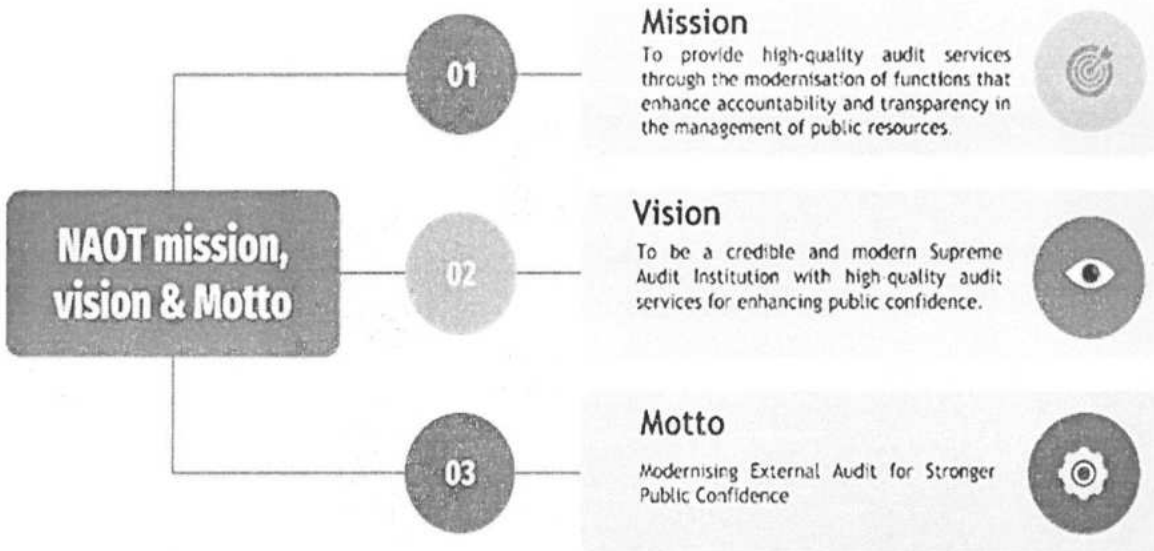 NAOT mission,
vision & Motto
01
Mission
To provide high-quality audit services
through the modernisation of functions that
enhance accountability and transparency in
the management of public resources.
02
Vision
To be a credible and modern Supreme
Audit Institution with high-quality audit
services for enhancing public confidence.
03
Motto
Modernising External Audit for Stronger
Public Confidence